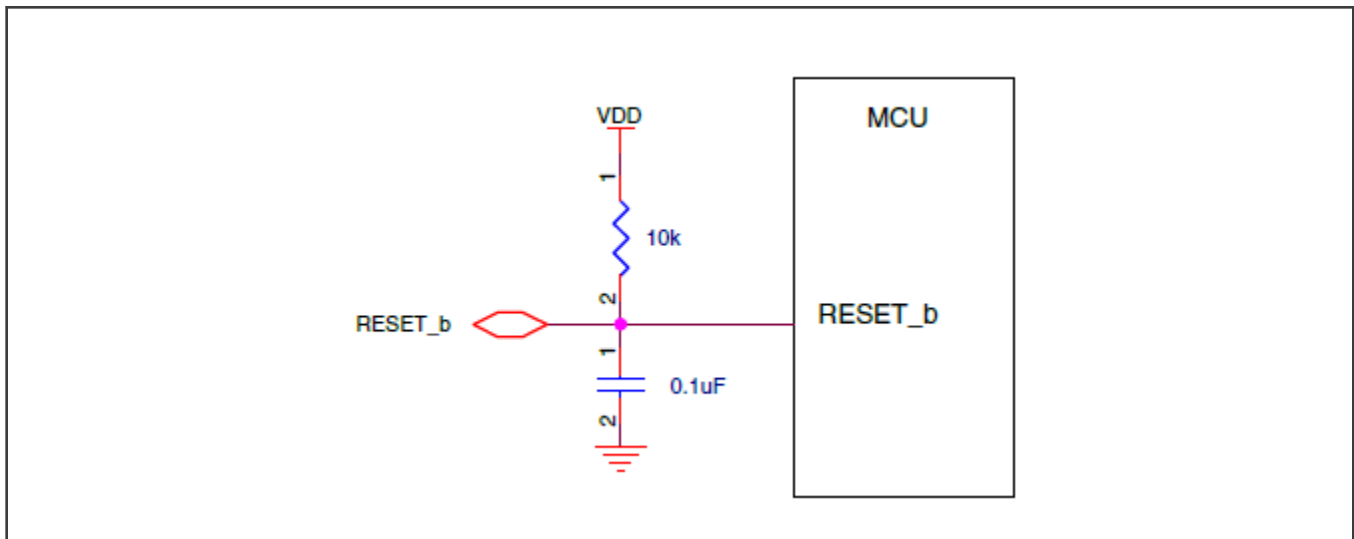 VDD
MCU
1
10k
2
RESET_b
RESET_b
1
0.1uF
2